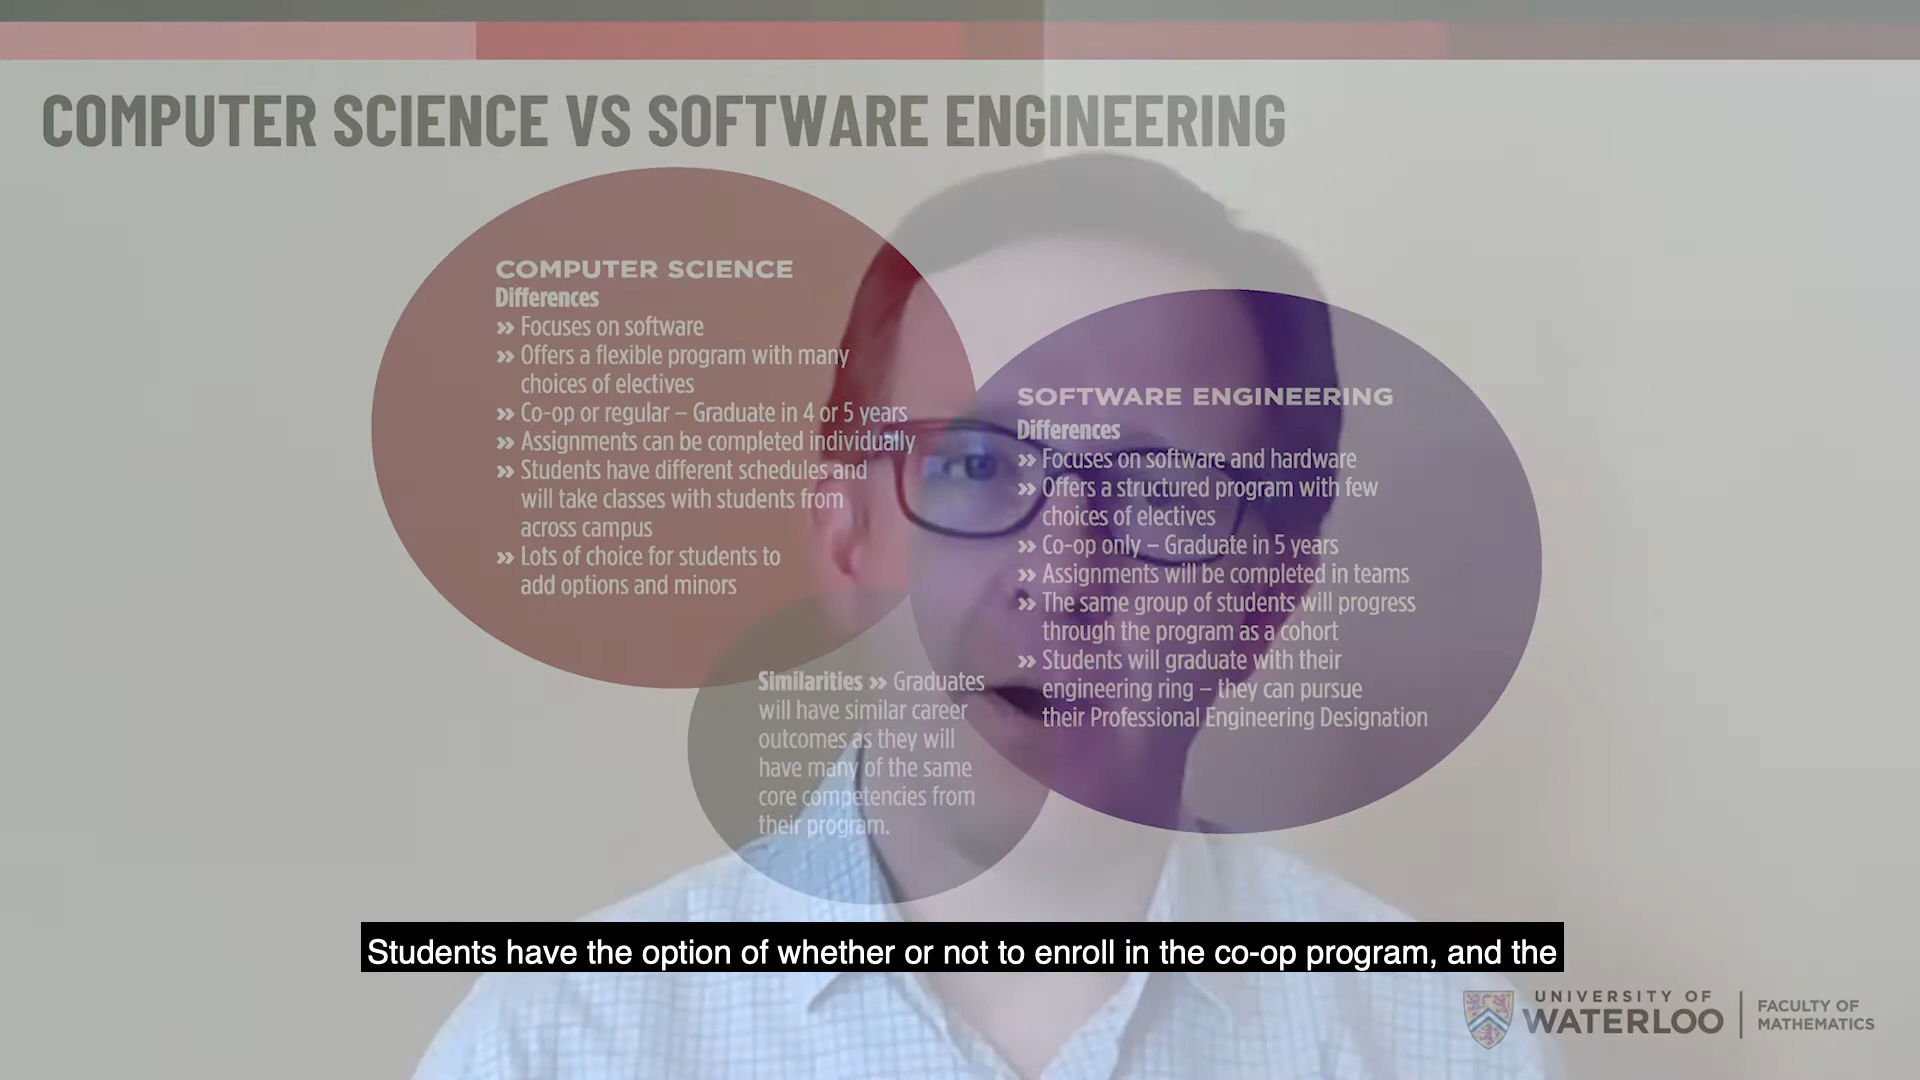 COMPUTER SCIENCE VS SOFTWARE ENGINEERING
COMPUTER SCIENCE
Differences
» Focuses on software
» Offers a flexible program with many
choices of electives
» Co-op or regular – Graduate in 4 or 5 years
» Assignments can be completed individually
» Students have different schedules and
will take classes with students from
across campus
» Lots of choice for students to
add options and minors
SOFTWARE ENGINEERING
Differences
» Focuses on software and hardware
» Offers a structured program with few
choices of electives
» Co-op only – Graduate in 5 years
» Assignments will be completed in teams
» The same group of students will progress
through the program as a cohort
» Students will graduate with their
engineering ring – they can pursue
their Professional Engineering Designation
Similarities » Graduates
will have similar career
outcomes as they will
have many of the same
core competencies from
their program.
Students have the option of whether or not to enroll in the co-op program, and the
UNIVERSITY OF
WATERLOO
FACULTY OF
MATHEMATICS